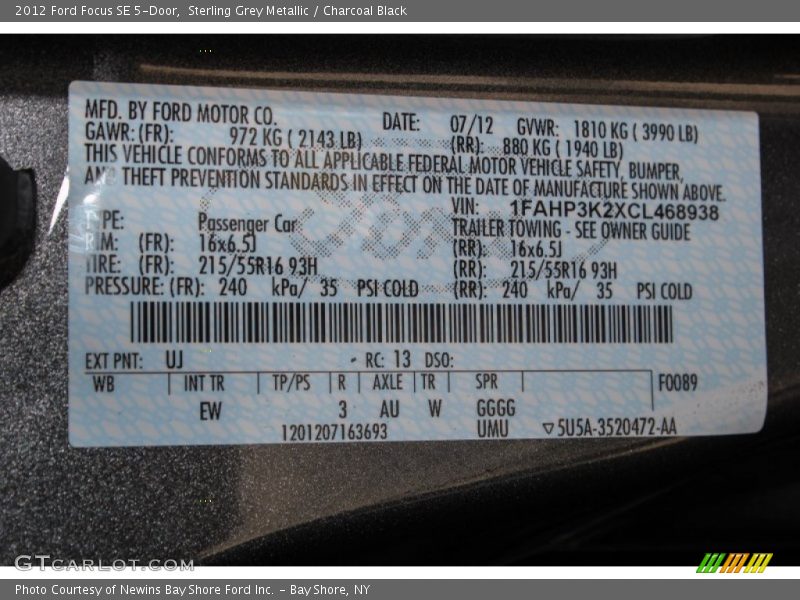 2012 Ford Focus SE 5-Door, Sterling Grey Metallic / Charcoal Black
MFD. BY FORD MOTOR CO. DATE: 07/12 GVWR: 1810 KG ( 3990 LB)
GAWR:(FR): 972 KG ( 2143 LB) (RR): 880 KG ( 1940 LB)
THIS VEHICLE CONFORMS TO ALL APPLICABLE FEDERAL MOTOR VEHICLE SAFETY, BUMPER,
AND THEFT PREVENTION STANDARDS IN EFFECT ON THE DATE OF MANUFACTURE SHOWN ABOVE.
VIN: 1FAHP3K2XCL468938
TYPE: Passenger Car TRAILER TOWING - SEE OWNER GUIDE
RIM: (FR): 16x6.5J (RR): 16x6.5J
TIRE: (FR): 215/55R16 93H (RR): 215/55R16 93H
PRESSURE: (FR): 240 kPa/ 35 PSI COLD (RR): 240 kPa/ 35 PSI COLD
EXT PNT: UJ RC: 13 DSO:
WB INT TR TP/PS R AXLE TR SPR F0089
EW 3 AU W GGGG
1201207163693 UMU ▽5U5A-3520472-AA
GTCARLOT.COM
Photo Courtesy of Newins Bay Shore Ford Inc. - Bay Shore, NY